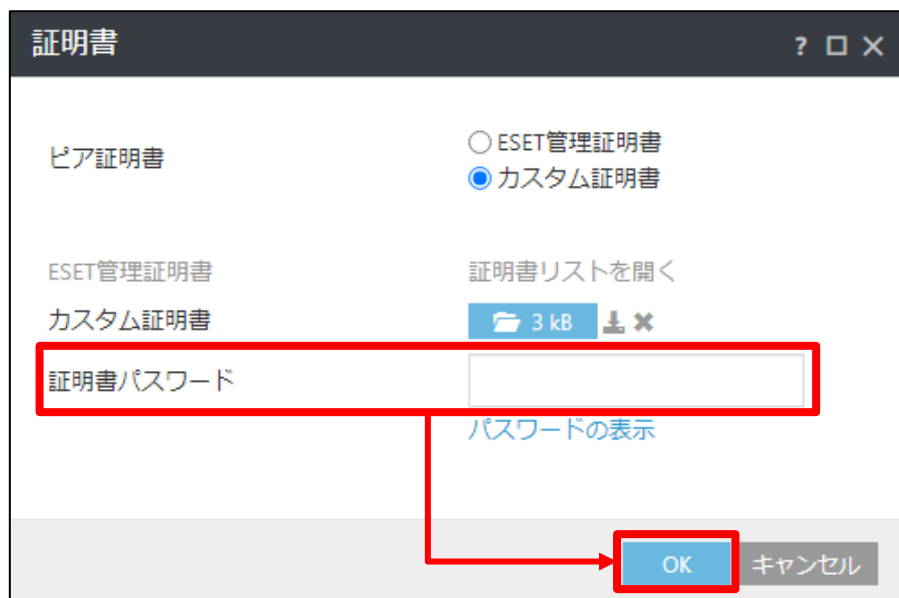 証明書
?
ピア証明書
ESET管理証明書
カスタム証明書
ESET管理証明書 証明書リストを開く
カスタム証明書 3 kB
証明書パスワード
パスワードの表示
OK キャンセル